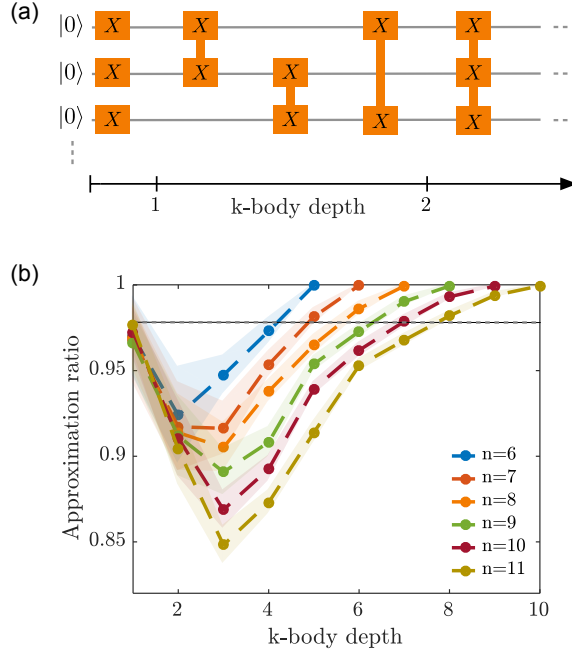 (a)
|0⟩ X X X X
|0⟩ X X X X
|0⟩ X X X X
1 k-body depth 2
(b)
Approximation ratio
1
0.95
0.9
0.85
n=6
n=7
n=8
n=9
n=10
n=11
2 4 6 8 10
k-body depth